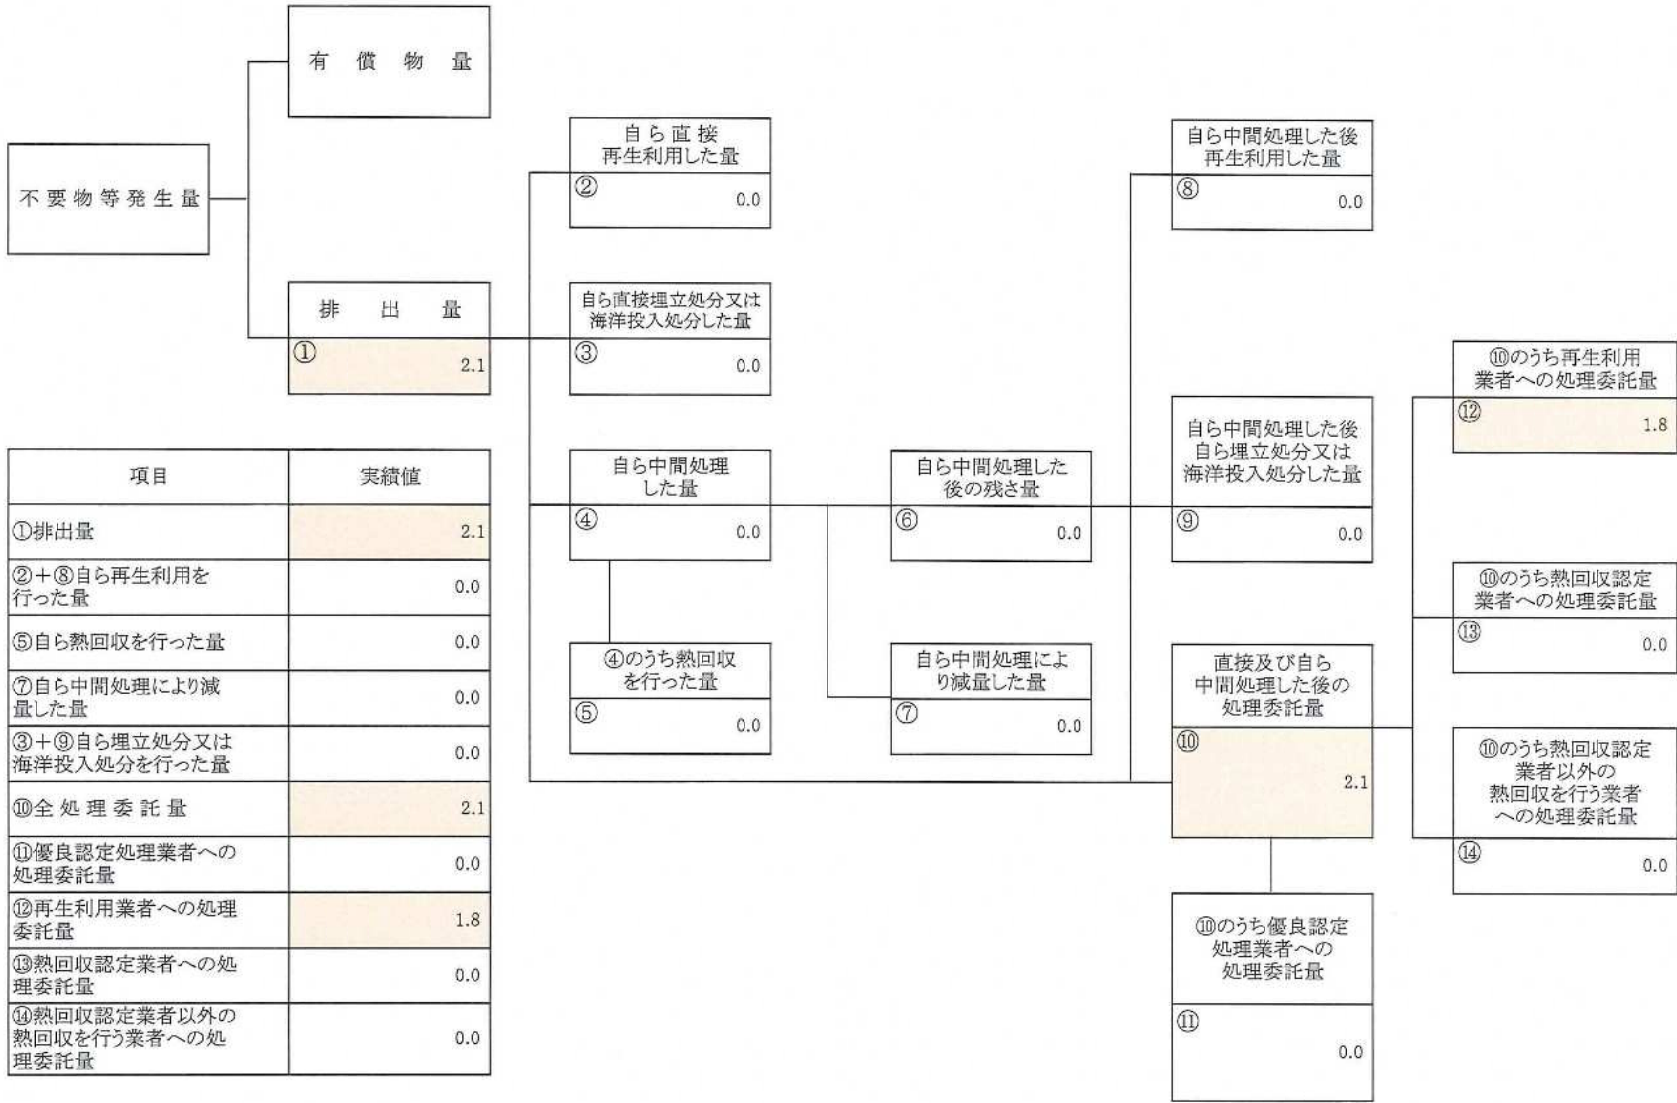 有償物量
不要物等発生量
排出量
①
2.1
自ら直接
再生利用した量
②
0.0
自ら直接埋立処分又は
海洋投入処分した量
③
0.0
自ら中間処理
した量
④
0.0
④のうち熱回収
を行った量
⑤
0.0
自ら中間処理した
後の残さ量
⑥
0.0
自ら中間処理によ
り減量した量
⑦
0.0
自ら中間処理した後
再生利用した量
⑧
0.0
自ら中間処理した後
自ら埋立処分又は
海洋投入処分した量
⑨
0.0
直接及び自ら
中間処理した後の
処理委託量
⑩
2.1
⑩のうち優良認定
処理業者への
処理委託量
⑪
0.0
⑩のうち再生利用
業者への処理委託量
⑫
1.8
⑩のうち熱回収認定
業者への処理委託量
⑬
0.0
⑩のうち熱回収認定
業者以外の
熱回収を行う業者
への処理委託量
⑭
0.0
項目 実績値
①排出量 2.1
②＋⑧自ら再生利用を
行った量 0.0
⑤自ら熱回収を行った量 0.0
⑦自ら中間処理により減
量した量 0.0
③＋⑨自ら埋立処分又は
海洋投入処分を行った量 0.0
⑩全処理委託量 2.1
⑪優良認定処理業者への
処理委託量 0.0
⑫再生利用業者への処理
委託量 1.8
⑬熱回収認定業者への処
理委託量 0.0
⑭熱回収認定業者以外の
熱回収を行う業者への処
理委託量 0.0